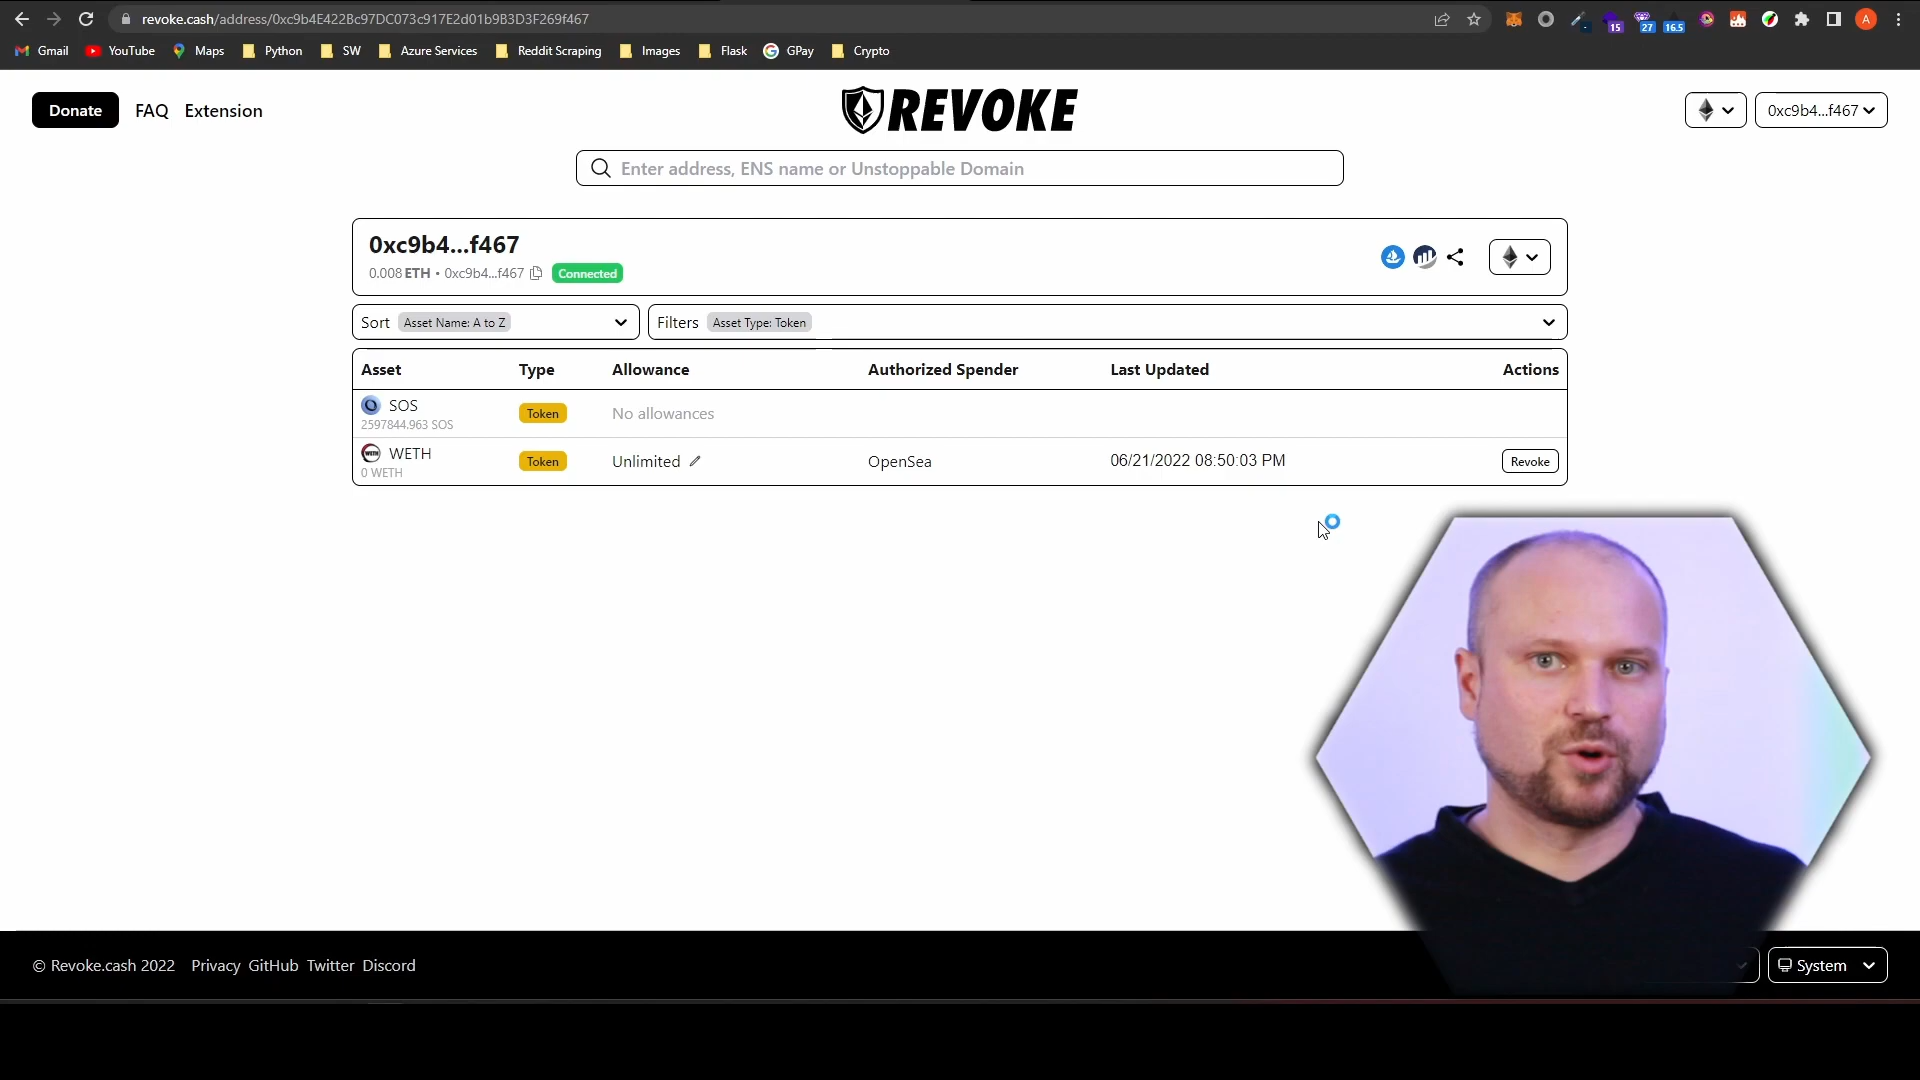 revoke.cash/address/0xc9b4E422Bc97DC073c917E2d01b9B3D3F269f467
15
27
16.5
A
Gmail
YouTube
Maps
Python
SW
Azure Services
Reddit Scraping
Images
Flask
GPay
Crypto
Donate
FAQ
Extension
REVOKE
0xc9b4...f467
Enter address, ENS name or Unstoppable Domain
0xc9b4...f467
0.008 ETH • 0xc9b4...f467
Connected
Sort Asset Name: A to Z
Filters Asset Type: Token
Asset Type Allowance Authorized Spender Last Updated Actions
SOS
2597844.963 SOS
Token
No allowances
WETH
0 WETH
Token
Unlimited
OpenSea
06/21/2022 08:50:03 PM
Revoke
© Revoke.cash 2022
Privacy
GitHub
Twitter
Discord
System